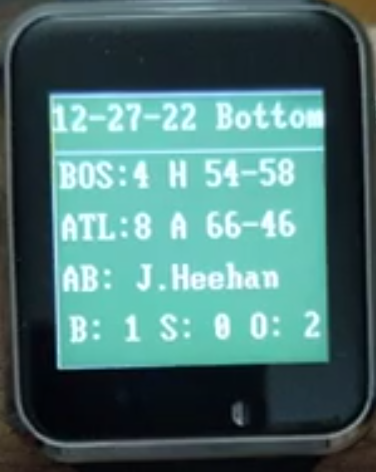 12-27-22 Bottom
BOS:4 H 54-58
ATL:8 A 66-46
AB: J.Heehan
B: 1 S: 0 O: 2